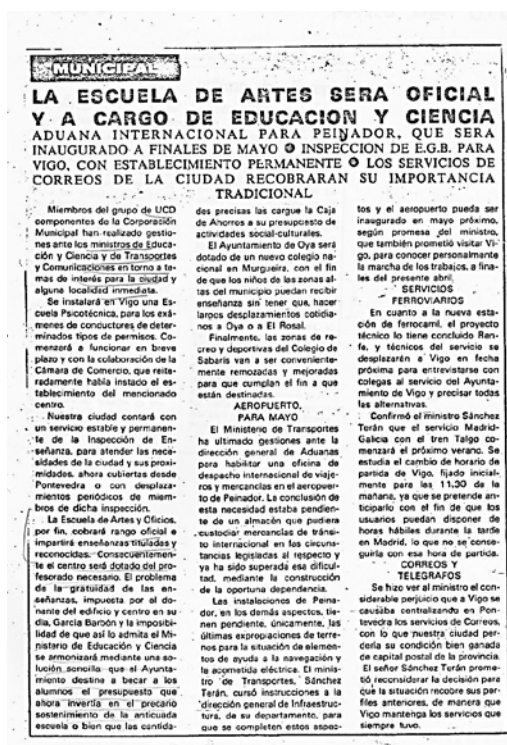 MUNICIPAL
LA ESCUELA DE ARTES SERA OFICIAL
Y A CARGO DE EDUCACION Y CIENCIA
ADUANA INTERNACIONAL PARA PEINADOR, QUE SERA
INAUGURADO A FINALES DE MAYO ● INSPECCION DE E.G.B. PARA
VIGO, CON ESTABLECIMIENTO PERMANENTE ● LOS SERVICIOS DE
CORREOS DE LA CIUDAD RECOBRARAN SU IMPORTANCIA
TRADICIONAL
Miembros del grupo de UCD
componentes de la Corporación
Municipal han realizado gestio-
nes ante los ministros de Educa-
ción y Ciencia y de Transportes
y Comunicaciones en torno a te-
mas de interés para la ciudad y
alguna localidad inmediata.
Se instalará en Vigo una Es-
cuela Psicotécnica, para los exá-
menes de conductores de deter-
minados tipos de permisos. Co-
menzará a funcionar en breve
plazo y con la colaboración de la
Cámara de Comercio, que reite-
radamente había instado el es-
tablecimiento del mencionado
centro.
Nuestra ciudad contará con
un servicio estable y permanen-
te de la Inspección de En-
señanza, para atender las nece-
sidades de la ciudad y sus proxi-
midades, ahora cubiertas desde
Pontevedra o con desplaza-
mientos periódicos de miem-
bros de dicha inspección.
La Escuela de Artes y Oficios,
por fin, cobrará rango oficial e
impartirá enseñanzas tituladas y
reconocidas. Consecuentemen-
te el centro será dotado del pro-
fesorado necesario. El problema
de la gratuidad de las en-
señanzas, impuesta por el do-
nante del edificio y centro en su
día, García Barbón y la imposibi-
lidad de que así lo admita el Mi-
nisterio de Educación y Ciencia
se armonizará mediante una so-
lución sencilla: que el Ayunta-
miento destine a becar a los
alumnos el presupuesto que
ahora invertía en el precario
sostenimiento de la anticuada
escuela o bien que las cantida-
des precisas las cargue la Caja
de Ahorros a su presupuesto de
actividades social-culturales.
El Ayuntamiento de Oya será
dotado de un nuevo colegio na-
cional en Murgueira, con el fin
de que los niños de las zonas al-
tas del municipio puedan recibir
enseñanza sin tener que, hacer
largos desplazamientos cotidia-
nos a Oya o a El Rosal.
Finalmente, las zonas de re-
creo y deportivas del Colegio de
Sabaris van a ser conveniente-
mente remozadas y mejoradas
para que cumplan el fin a que
están destinadas.
AEROPUERTO,
PARA MAYO
El Ministerio de Transportes
ha ultimado gestiones ante la
dirección general de Aduanas
para habilitar una oficina de
despacho internacional de viaje-
ros y mercancías en el aeropuer-
to de Peinador. La conclusión de
esta necesidad estaba pendien-
te de un almacén que pudiera
custodiar mercancías de tránsi-
to internacional en las circuns-
tancias legisladas al respecto y
ya ha sido superada esa dificul-
tad, mediante la construcción
de la oportuna dependencia.
Las instalaciones de Peina-
dor, en los demás aspectos, tie-
nen pendiente, únicamente, las
últimas expropiaciones de terre-
nos para la situación de elemen-
tos de ayuda a la navegación y
la acometida eléctrica. El minis-
tro de Transportes, Sánchez
Terán, cursó instrucciones a la
dirección general de Infraestruc-
tura, de su departamento, para
que se completen estos aspec-
tos y el aeropuerto pueda ser
inaugurado en mayo próximo,
según promesa del ministro,
que también prometió visitar Vi-
go, para conocer personalmente
la marcha de los trabajos, a fina-
les del presente abril.
SERVICIOS
FERROVIARIOS
En cuanto a la nueva esta-
ción de ferrocarril, el proyecto
técnico lo tiene concluido Ren-
fe, y técnicos del servicio se
desplazarán a Vigo en fecha
próxima para entrevistarse con
colegas al servicio del Ayunta-
miento de Vigo y precisar todas
las alternativas.
Confirmó el ministro Sánchez
Terán que el servicio Madrid-
Galicia con el tren Talgo co-
menzará el próximo verano. Se
estudia el cambio de horario de
partida de Vigo, fijado inicial-
mente para las 11,30 de la
mañana, ya que se pretende an-
ticiparlo con el fin de que los
usuarios puedan disponer de
horas hábiles durante la tarde
en Madrid, lo que no se conse-
guiría con esa hora de partida.
CORREOS Y
TELEGRAFOS
Se hizo ver al ministro el con-
siderable perjuicio que a Vigo se
causaba centralizando en Pon-
tevedra los servicios de Correos,
con lo que nuestra ciudad per-
dería su condición bien ganada
de capital postal de la provincia.
El señor Sánchez Terán prome-
tió reconsiderar la decisión para
que la situación recobre sus per-
files anteriores, de manera que
Vigo mantenga los servicios que
siempre tuvo.